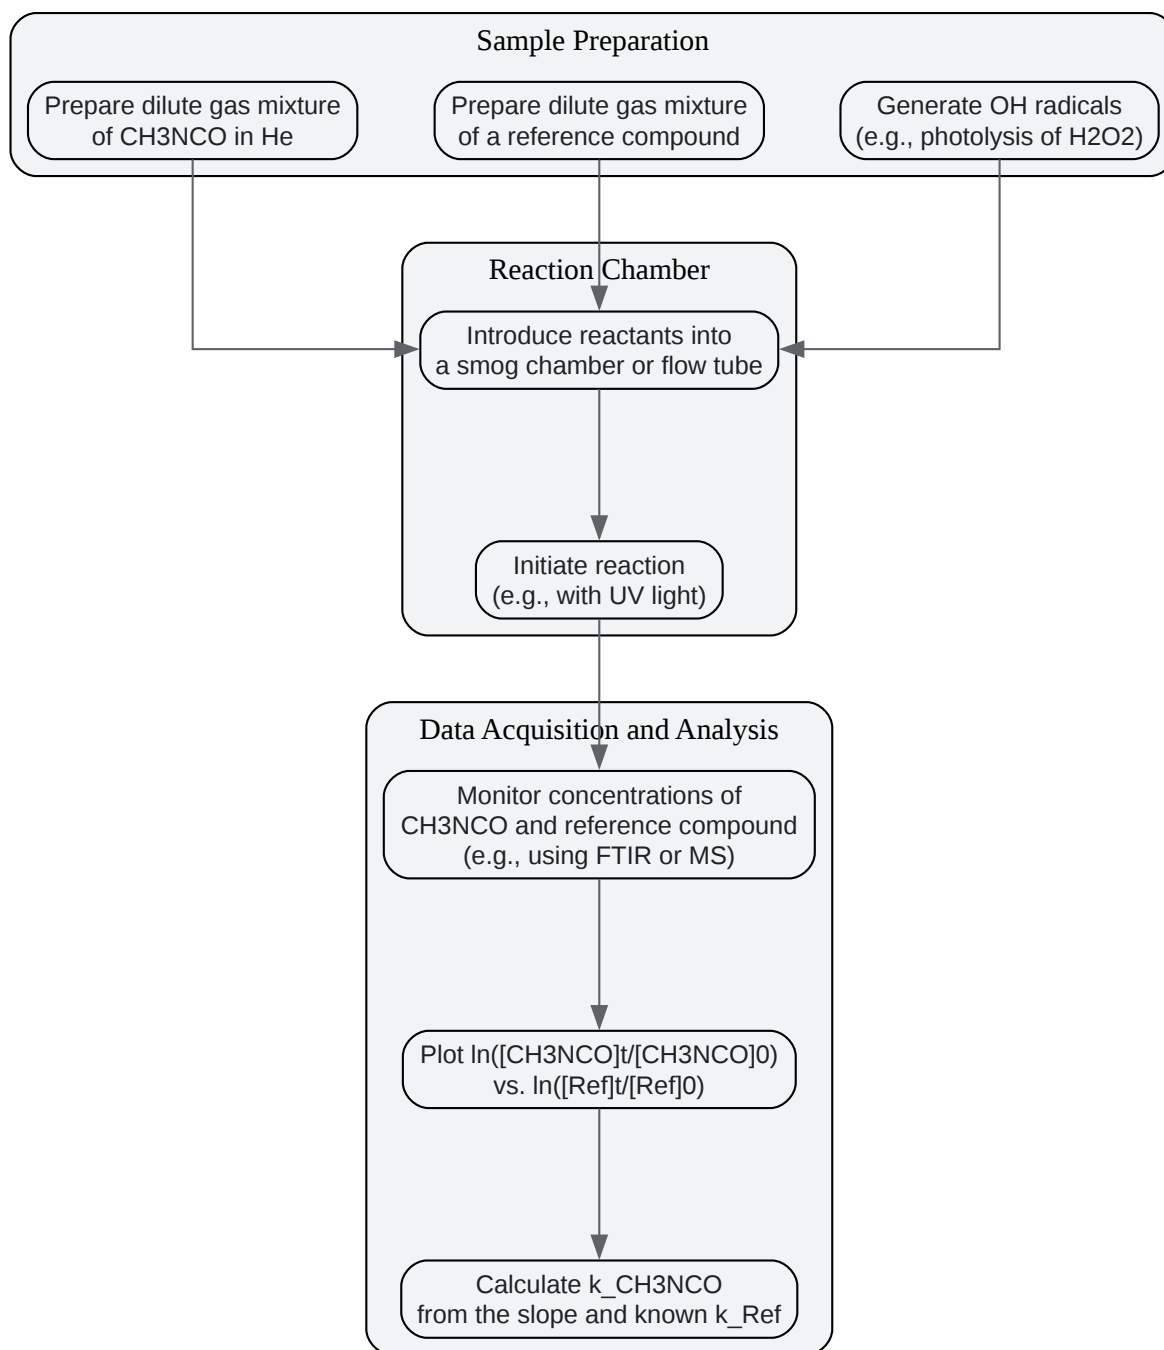 Sample Preparation
Prepare dilute gas mixture
of CH3NCO in He
Prepare dilute gas mixture
of a reference compound
Generate OH radicals
(e.g., photolysis of H2O2)
Reaction Chamber
Introduce reactants into
a smog chamber or flow tube
Initiate reaction
(e.g., with UV light)
Data Acquisition and Analysis
Monitor concentrations of
CH3NCO and reference compound
(e.g., using FTIR or MS)
Plot ln([CH3NCO]t/[CH3NCO]0)
vs. ln([Ref]t/[Ref]0)
Calculate k_CH3NCO
from the slope and known k_Ref